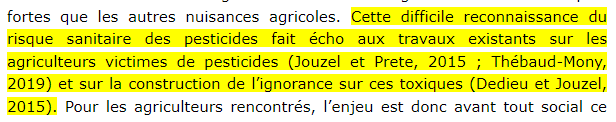 fortes que les autres nuisances agricoles. Cette difficile reconnaissance du
risque sanitaire des pesticides fait écho aux travaux existants sur les
agriculteurs victimes de pesticides (Jouzel et Prete, 2015 ; Thébaud-Mony,
2019) et sur la construction de l’ignorance sur ces toxiques (Dedieu et Jouzel,
2015). Pour les agriculteurs rencontrés, l’enjeu est donc avant tout social ce